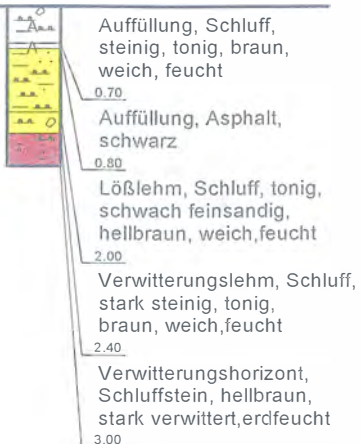 A
A
Auffüllung, Schluff,
steinig, tonig, braun,
weich, feucht
0.70
Auffüllung, Asphalt,
schwarz
0.80
Lößlehm, Schluff, tonig,
schwach feinsandig,
hellbraun, weich,feucht
2.00
Verwitterungslehm, Schluff,
stark steinig, tonig,
braun, weich,feucht
2.40
Verwitterungshorizont,
Schluffstein, hellbraun,
stark verwittert,erdfeucht
3.00